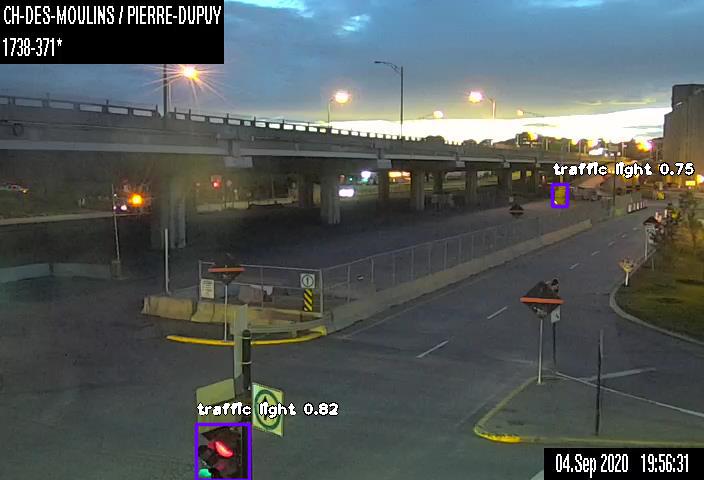 CH-DES-MOULINS / PIERRE-DUPUY
1738-371*
traffic light 0.75
traffic light 0.82
04.Sep 2020 19:56:31